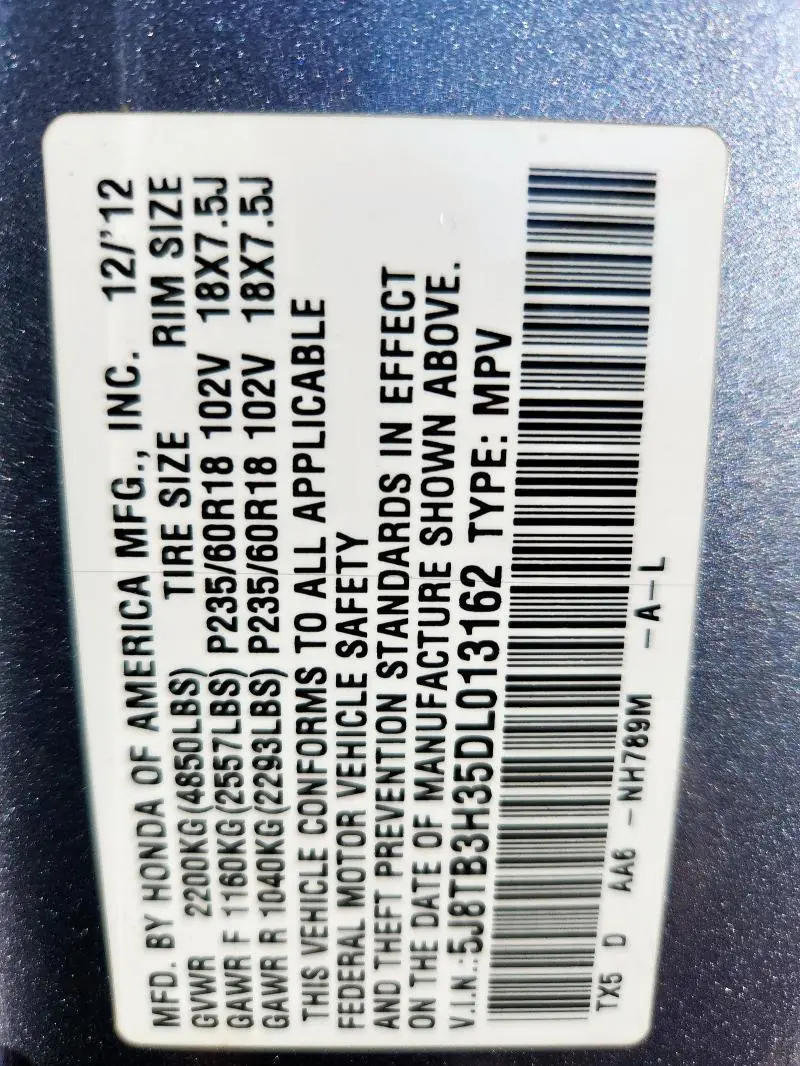 MFD. BY HONDA OF AMERICA MFG., INC. 12/'12
GVWR 2200KG (4850LBS) TIRE SIZE RIM SIZE
GAWR F 1160KG (2557LBS) P235/60R18 102V 18X7.5J
GAWR R 1040KG (2293LBS) P235/60R18 102V 18X7.5J
THIS VEHICLE CONFORMS TO ALL APPLICABLE
FEDERAL MOTOR VEHICLE SAFETY
AND THEFT PREVENTION STANDARDS IN EFFECT
ON THE DATE OF MANUFACTURE SHOWN ABOVE.
V.I.N.:5J8TB3H35DL013162 TYPE: MPV
TX5 D AA6 -NH789M -A-L